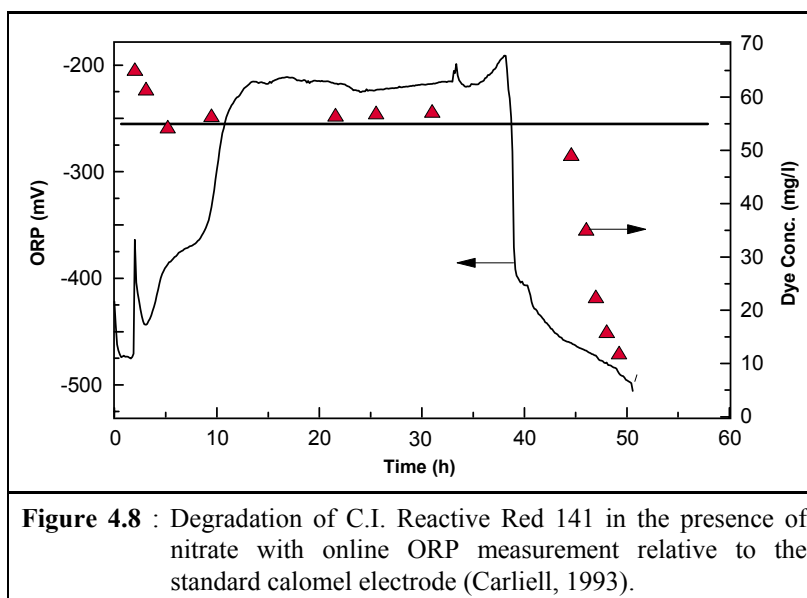 -200
-300
-400
-500
ORP (mV)
70
60
50
40
30
20
10
0
Dye Conc. (mg/l)
0 10 20 30 40 50 60
Time (h)
Figure 4.8 : Degradation of C.I. Reactive Red 141 in the presence of
nitrate with online ORP measurement relative to the
standard calomel electrode (Carliell, 1993).